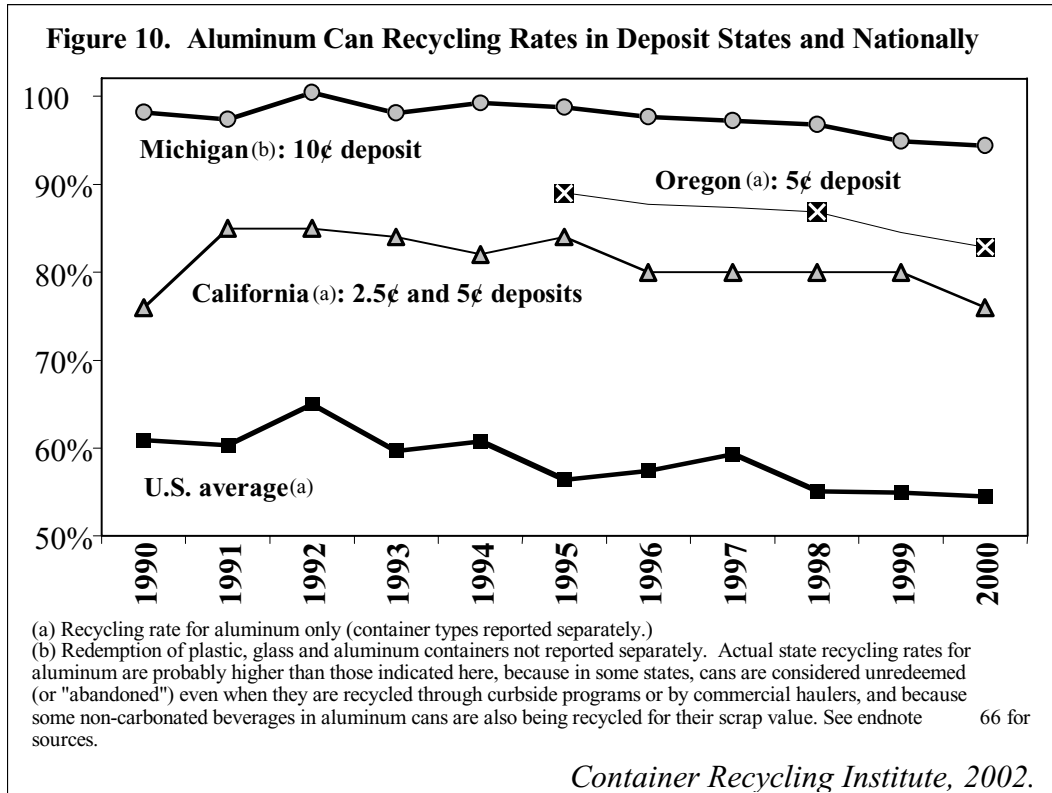 Figure 10. Aluminum Can Recycling Rates in Deposit States and Nationally
100
Michigan (b): 10¢ deposit
90%
Oregon (a): 5¢ deposit
80%
California (a): 2.5¢ and 5¢ deposits
70%
60%
U.S. average (a)
50%
1990
1991
1992
1993
1994
1995
1996
1997
1998
1999
2000
(a) Recycling rate for aluminum only (container types reported separately.)
(b) Redemption of plastic, glass and aluminum containers not reported separately. Actual state recycling rates for
aluminum are probably higher than those indicated here, because in some states, cans are considered unredeemed
(or "abandoned") even when they are recycled through curbside programs or by commercial haulers, and because
some non-carbonated beverages in aluminum cans are also being recycled for their scrap value. See endnote 66 for
sources.
Container Recycling Institute, 2002.